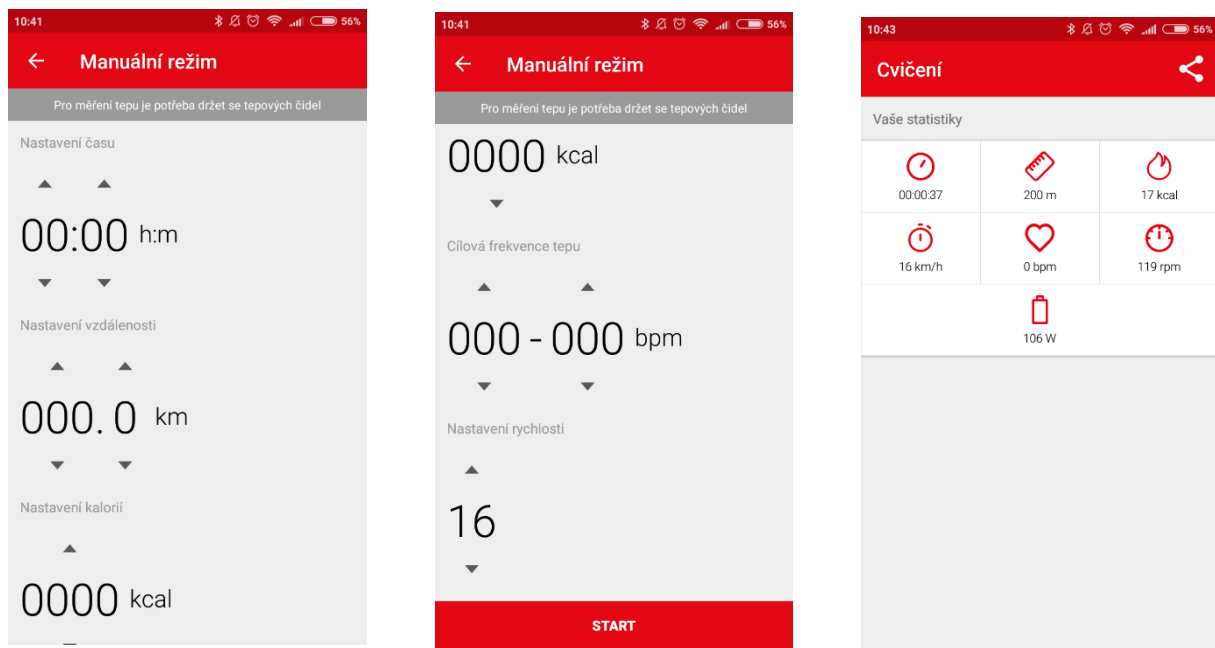 10:41
56%
Manuální režim
Pro měření tepu je potřeba držet se tepových čidel
Nastavení času
00:00 h:m
Nastavení vzdálenosti
000.0 km
Nastavení kalorií
0000 kcal
10:41
56%
Manuální režim
Pro měření tepu je potřeba držet se tepových čidel
0000 kcal
Cílová frekvence tepu
000 - 000 bpm
Nastavení rychlosti
16
START
10:43
56%
Cvičení
Vaše statistiky
00:00:37
200 m
17 kcal
16 km/h
0 bpm
119 rpm
106 W